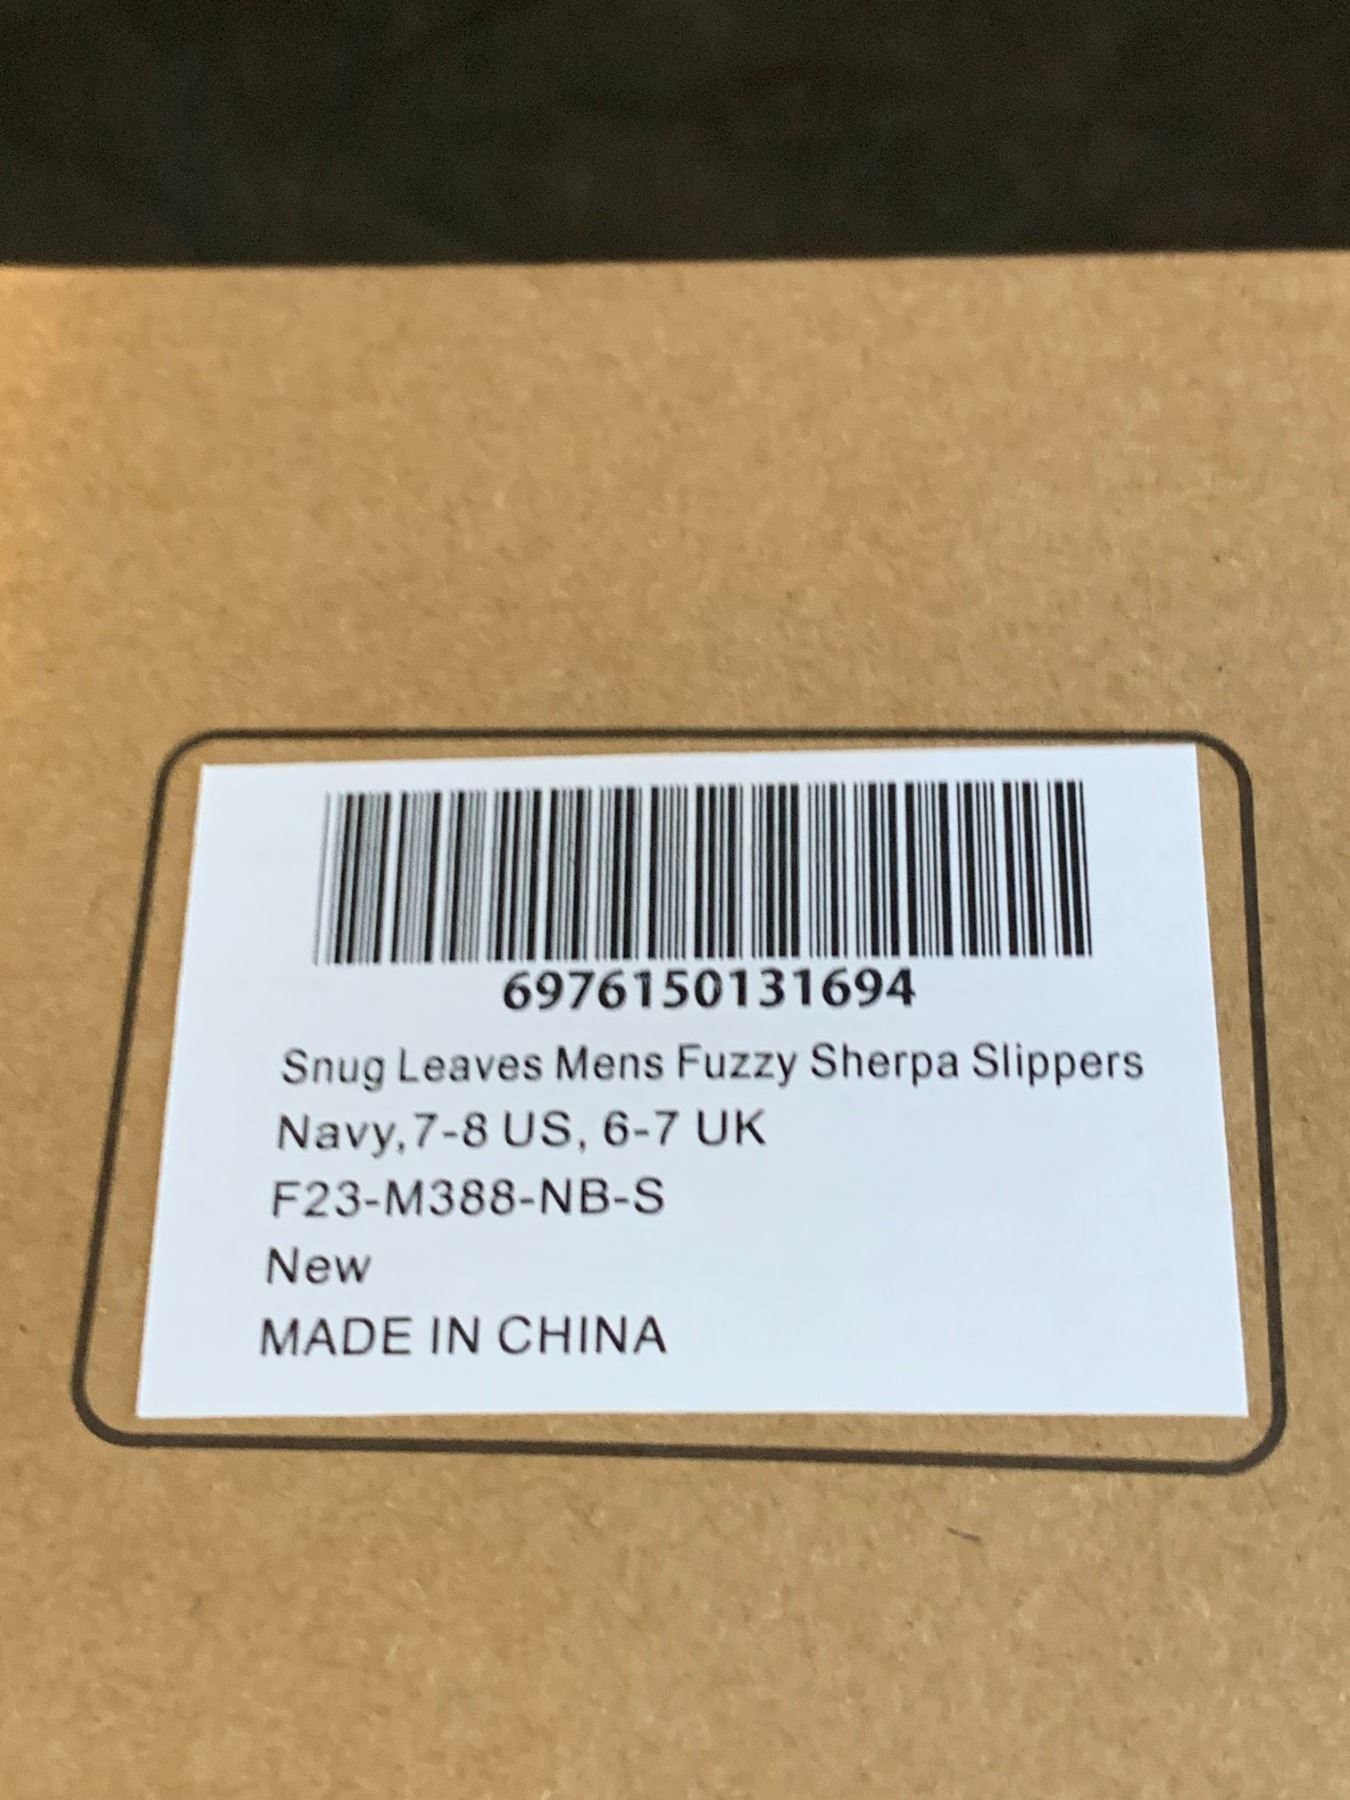 6976150131694
Snug Leaves Mens Fuzzy Sherpa Slippers
Navy,7-8 US, 6-7 UK
F23-M388-NB-S
New
MADE IN CHINA